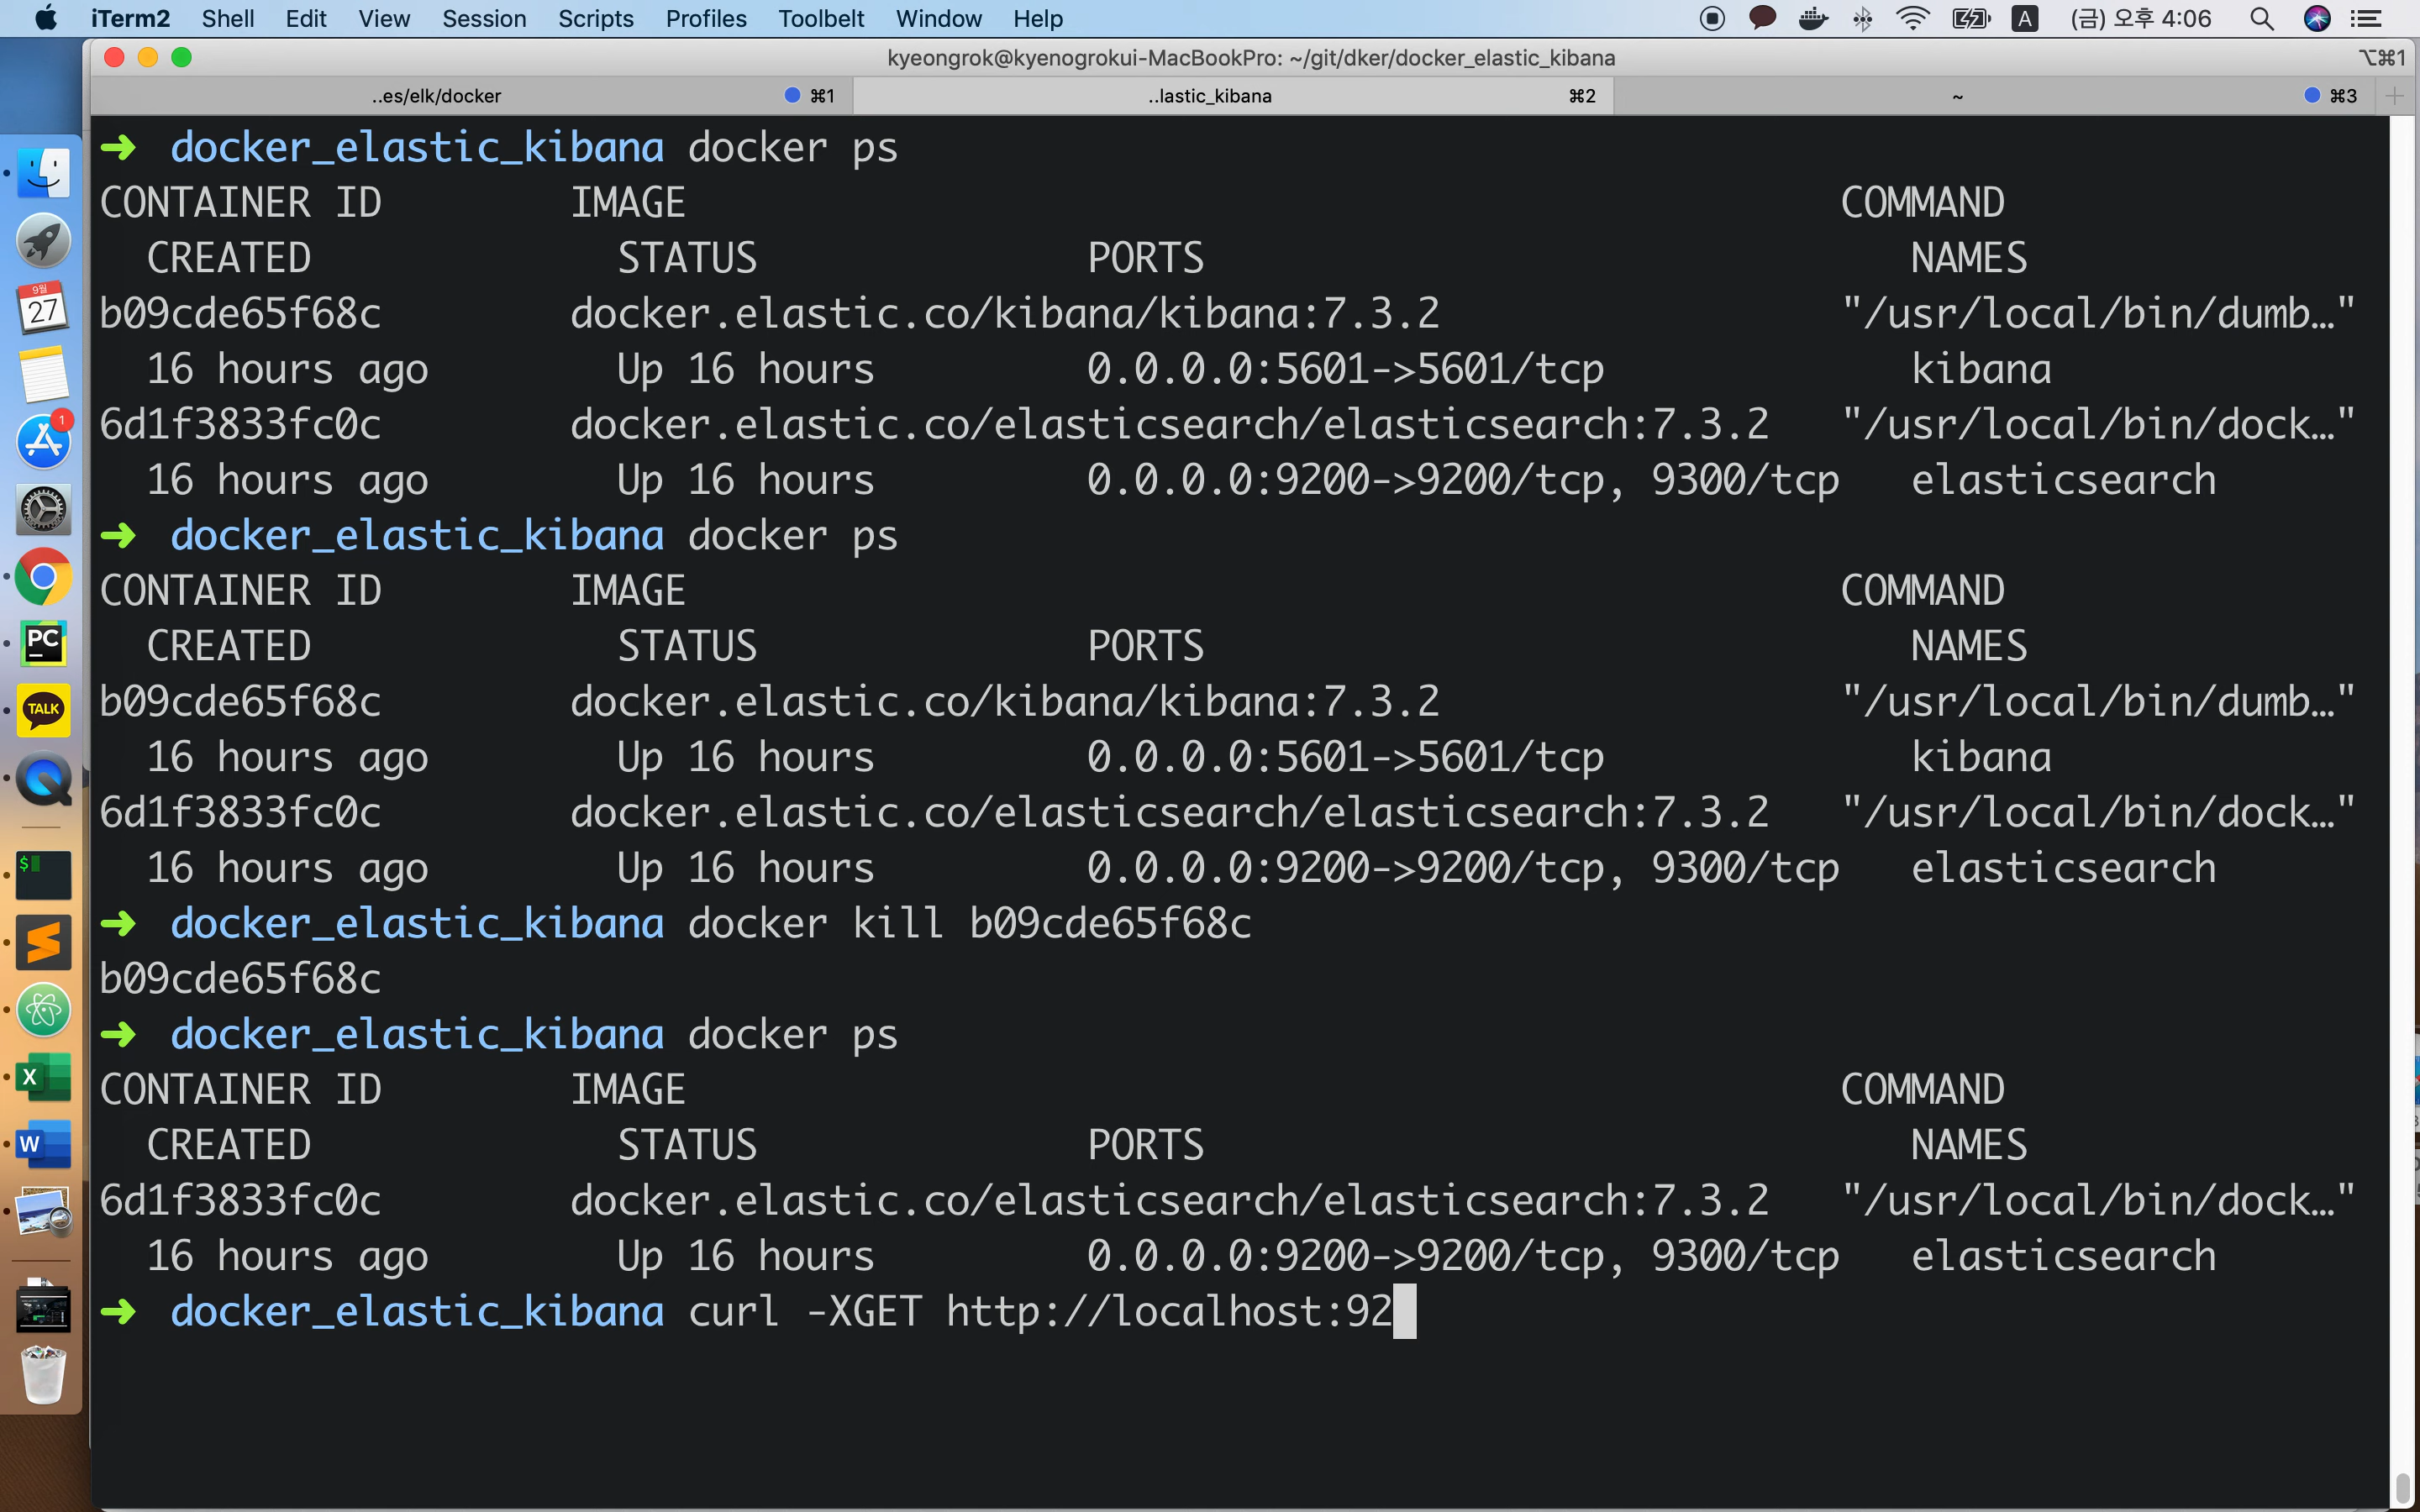 iTerm2 Shell Edit View Session Scripts Profiles Toolbelt Window Help A (금) 오후 4:06
kyeongrok@kyenogrokui-MacBookPro: ~/git/dker/docker_elastic_kibana ⌥⌘1
..es/elk/docker ⌘1 ..lastic_kibana ⌘2 ~ ⌘3
➜ docker_elastic_kibana docker ps
CONTAINER ID IMAGE COMMAND
CREATED STATUS PORTS NAMES
b09cde65f68c docker.elastic.co/kibana/kibana:7.3.2 "/usr/local/bin/dumb…"
16 hours ago Up 16 hours 0.0.0.0:5601->5601/tcp kibana
6d1f3833fc0c docker.elastic.co/elasticsearch/elasticsearch:7.3.2 "/usr/local/bin/dock…"
16 hours ago Up 16 hours 0.0.0.0:9200->9200/tcp, 9300/tcp elasticsearch
➜ docker_elastic_kibana docker ps
CONTAINER ID IMAGE COMMAND
CREATED STATUS PORTS NAMES
b09cde65f68c docker.elastic.co/kibana/kibana:7.3.2 "/usr/local/bin/dumb…"
16 hours ago Up 16 hours 0.0.0.0:5601->5601/tcp kibana
6d1f3833fc0c docker.elastic.co/elasticsearch/elasticsearch:7.3.2 "/usr/local/bin/dock…"
16 hours ago Up 16 hours 0.0.0.0:9200->9200/tcp, 9300/tcp elasticsearch
➜ docker_elastic_kibana docker kill b09cde65f68c
b09cde65f68c
➜ docker_elastic_kibana docker ps
CONTAINER ID IMAGE COMMAND
CREATED STATUS PORTS NAMES
6d1f3833fc0c docker.elastic.co/elasticsearch/elasticsearch:7.3.2 "/usr/local/bin/dock…"
16 hours ago Up 16 hours 0.0.0.0:9200->9200/tcp, 9300/tcp elasticsearch
➜ docker_elastic_kibana curl -XGET http://localhost:92
9월
27
1
PC
TALK
$
X
W